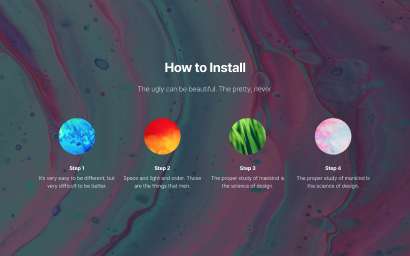 How to Install
The ugly can be beautiful. The pretty, never
Step 1
It's very easy to be different, but
very difficult to be better.
Step 2
Space and light and order. Those
are the things that men.
Step 3
The proper study of mankind is
the science of design.
Step 4
The proper study of mankind is
the science of design.